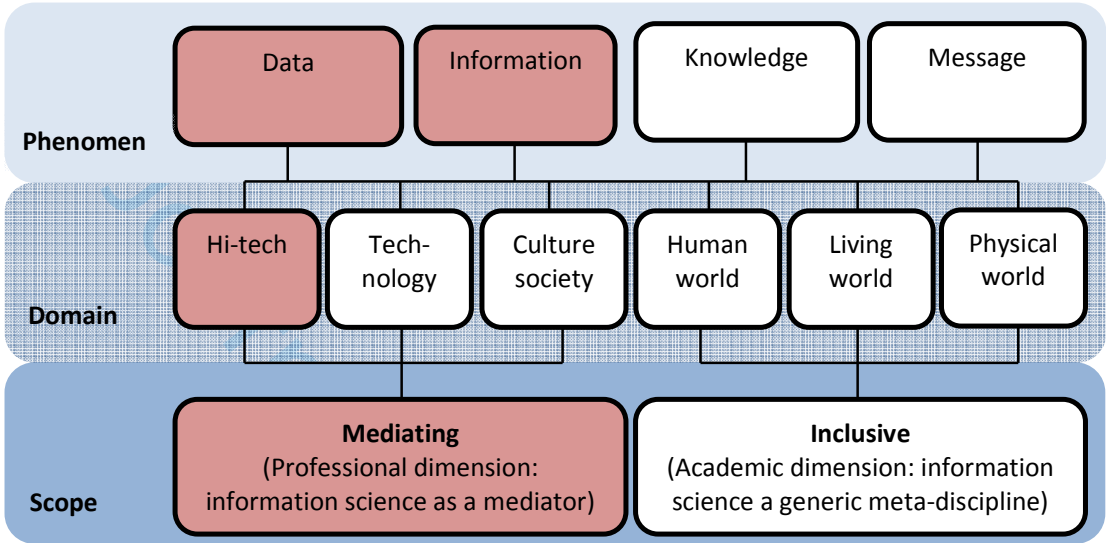 Data
Information
Knowledge
Message
Phenomen
Hi-tech
Tech-
nology
Culture
society
Human
world
Living
world
Physical
world
Domain
Mediating
(Professional dimension:
information science as a mediator)
Inclusive
(Academic dimension: information
science a generic meta-discipline)
Scope